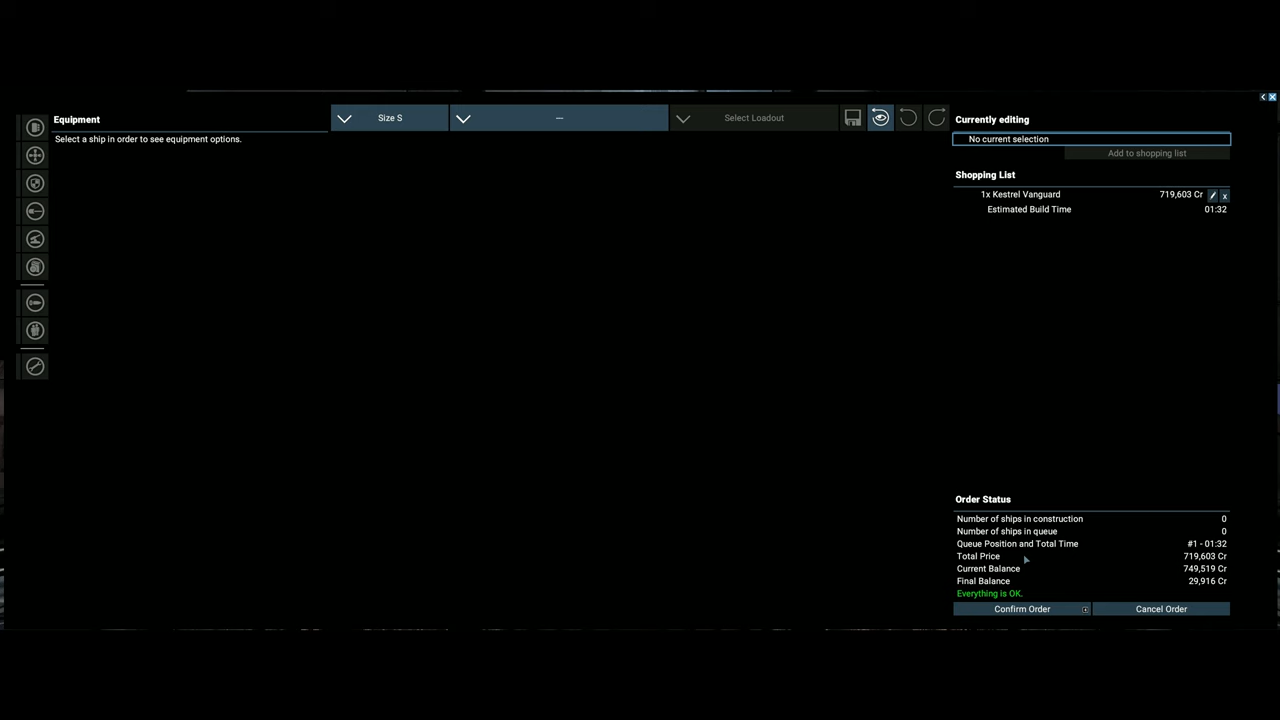 Equipment
Select a ship in order to see equipment options.
Size S
—
Select Loadout
Currently editing
No current selection
Add to shopping list
Shopping List
1x Kestrel Vanguard 719,603 Cr x
Estimated Build Time 01:32
Order Status
Number of ships in construction 0
Number of ships in queue 0
Queue Position and Total Time #1 - 01:32
Total Price 719,603 Cr
Current Balance 749,519 Cr
Final Balance 29,916 Cr
Everything is OK.
Confirm Order
Cancel Order